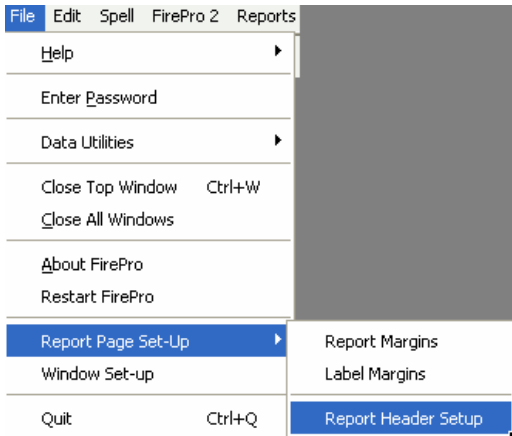 File Edit Spell FirePro 2 Reports
Help
Enter Password
Data Utilities
Close Top Window Ctrl+W
Close All Windows
About FirePro
Restart FirePro
Report Page Set-Up
Window Set-up
Quit Ctrl+Q
Report Margins
Label Margins
Report Header Setup